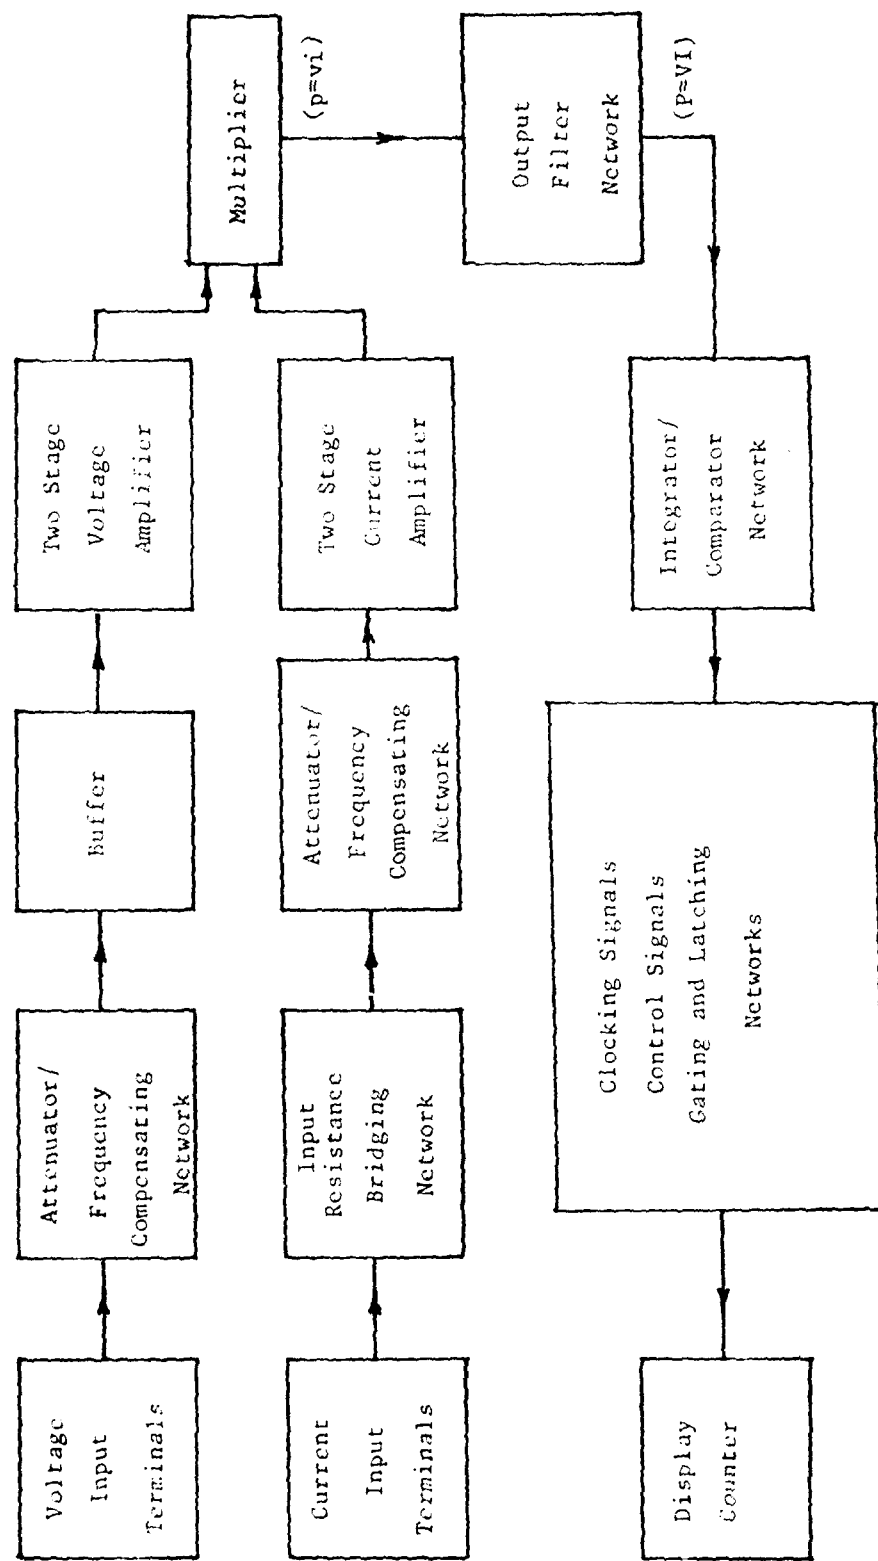 Voltage
Input
Terminals
Attenuator/
Frequency
Compensating
Network
Buffer
Two Stage
Voltage
Amplifier
Current
Input
Terminals
Input
Resistance
Bridging
Network
Attenuator/
Frequency
Compensating
Network
Two Stage
Current
Amplifier
Multiplier
(p=vi)
Output
Filter
Network
(P=VI)
Integrator/
Comparator
Network
Clocking Signals
Control Signals
Gating and Latching
Networks
Display
Counter